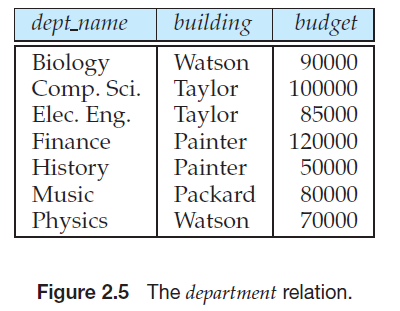 dept_name building budget
Biology Watson 90000
Comp. Sci. Taylor 100000
Elec. Eng. Taylor 85000
Finance Painter 120000
History Painter 50000
Music Packard 80000
Physics Watson 70000
Figure 2.5 The department relation.